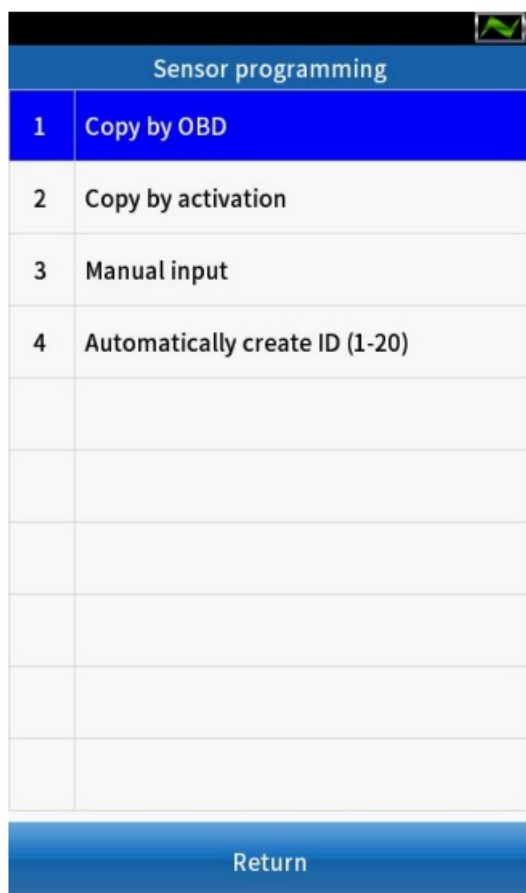 Sensor programming
1 Copy by OBD
2 Copy by activation
3 Manual input
4 Automatically create ID (1-20)
Return